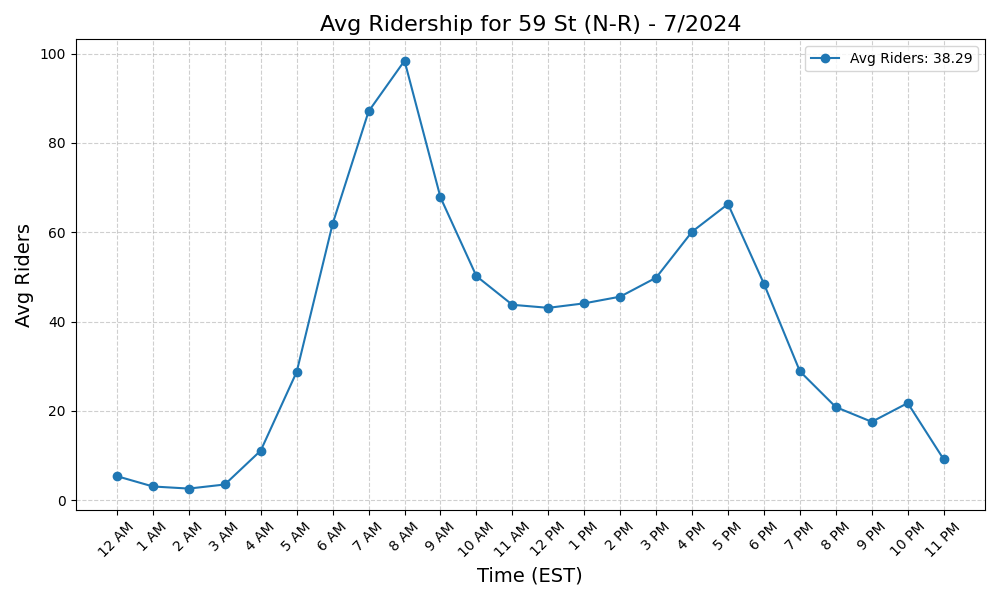 Avg Ridership for 59 St (N-R) - 7/2024
Avg Riders: 38.29
Avg Riders
100
80
60
40
20
0
12 AM
1 AM
2 AM
3 AM
4 AM
5 AM
6 AM
7 AM
8 AM
9 AM
10 AM
11 AM
12 PM
1 PM
2 PM
3 PM
4 PM
5 PM
6 PM
7 PM
8 PM
9 PM
10 PM
11 PM
Time (EST)